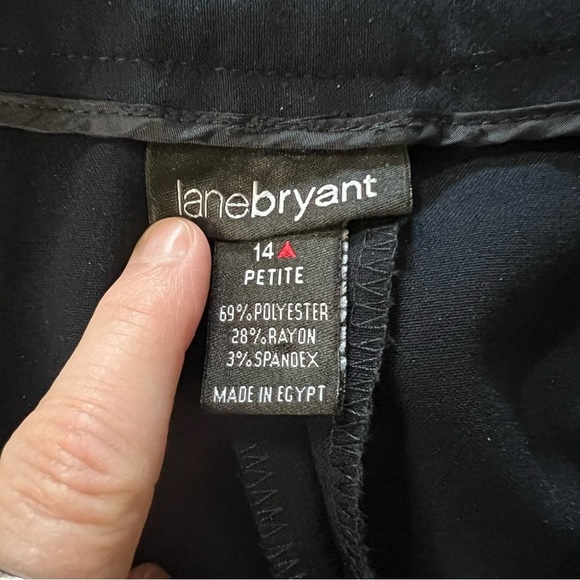 lanebryant
14
PETITE
69%POLYESTER
28%RAYON
3%SPANDEX
MADE IN EGYPT